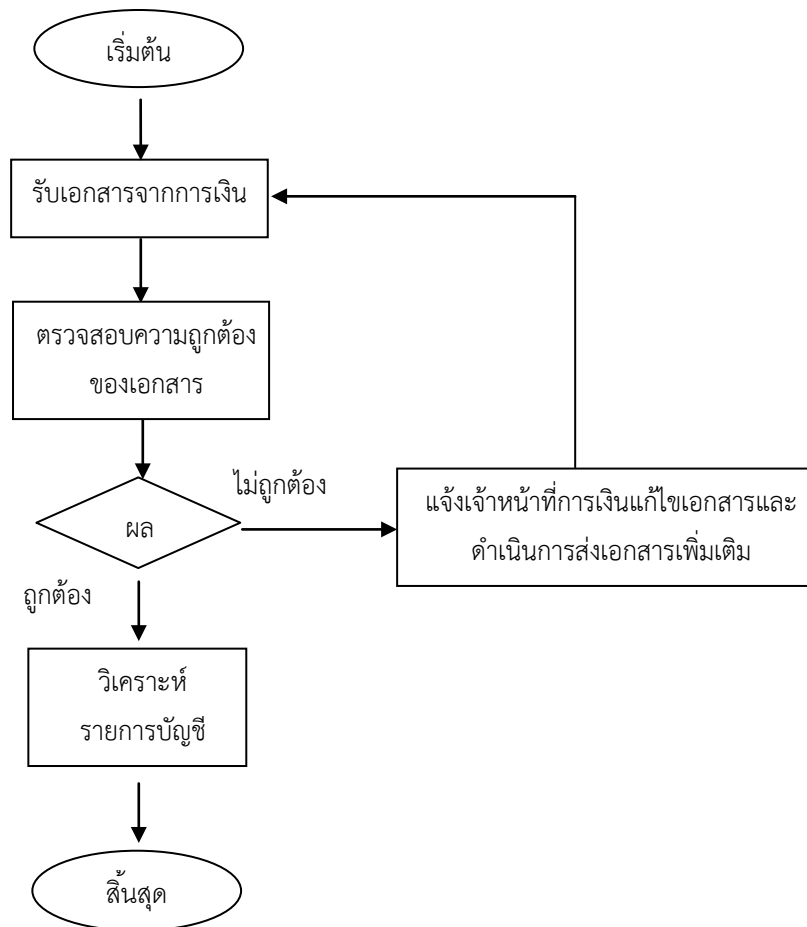 เริ่มต้น
รับเอกสารจากการเงิน
ตรวจสอบความถูกต้อง
ของเอกสาร
ไม่ถูกต้อง
ผล
แจ้งเจ้าหน้าที่การเงินแก้ไขเอกสารและ
ดำเนินการส่งเอกสารเพิ่มเติม
ถูกต้อง
วิเคราะห์
รายการบัญชี
สิ้นสุด